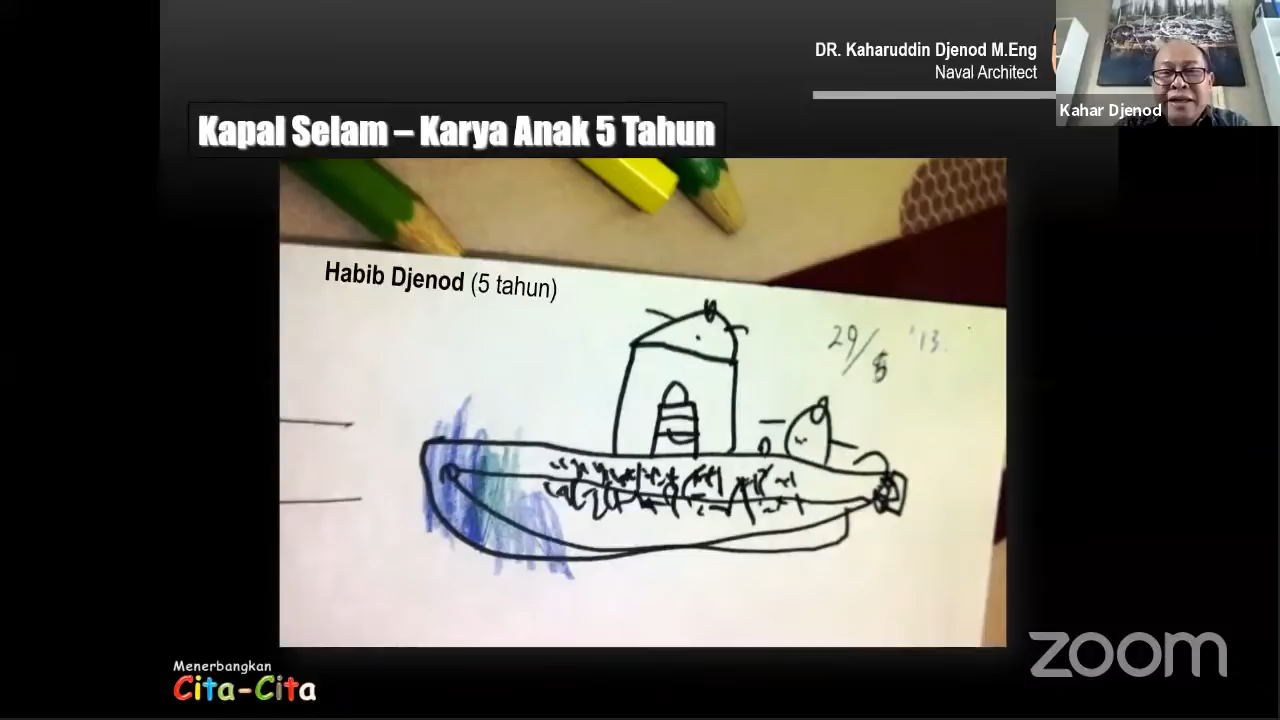 DR. Kaharuddin Djenod M.Eng
Naval Architect
Kahar Djenod
Kapal Selam – Karya Anak 5 Tahun
Habib Djenod (5 tahun)
29/8 '13.
Menerbangkan
Cita-Cita
zoom